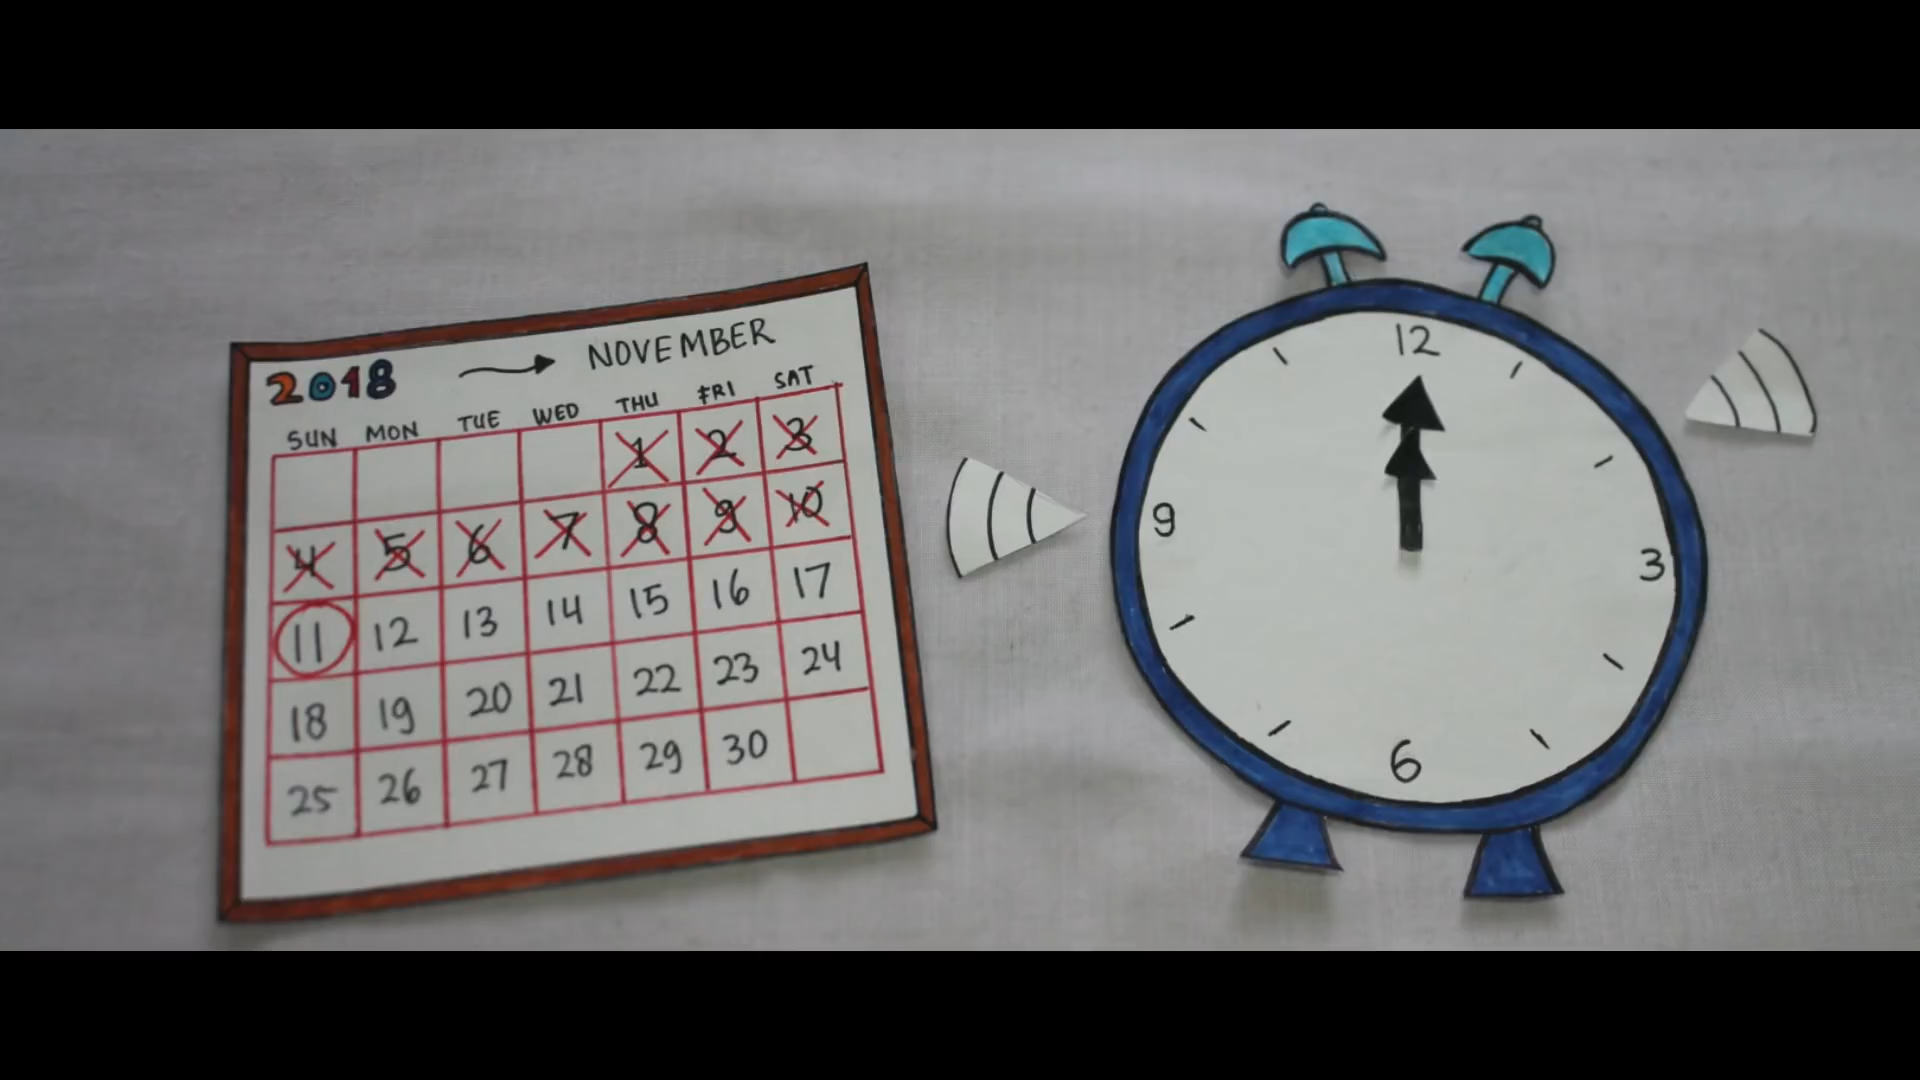 2018 → NOVEMBER
SUN MON TUE WED THU FRI SAT
1 2 3
4 5 6 7 8 9 10
11 12 13 14 15 16 17
18 19 20 21 22 23 24
25 26 27 28 29 30
12
9
3
6